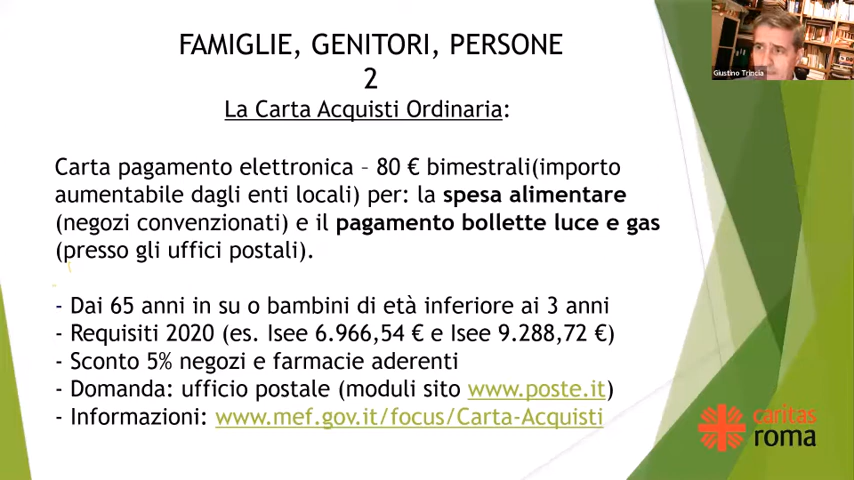 FAMIGLIE, GENITORI, PERSONE
2
La Carta Acquisti Ordinaria:
Carta pagamento elettronica – 80 € bimestrali(importo
aumentabile dagli enti locali) per: la spesa alimentare
(negozi convenzionati) e il pagamento bollette luce e gas
(presso gli uffici postali).
- Dai 65 anni in su o bambini di età inferiore ai 3 anni
- Requisiti 2020 (es. Isee 6.966,54 € e Isee 9.288,72 €)
- Sconto 5% negozi e farmacie aderenti
- Domanda: ufficio postale (moduli sito www.poste.it)
- Informazioni: www.mef.gov.it/focus/Carta-Acquisti
Giustino Trincia
caritas
roma